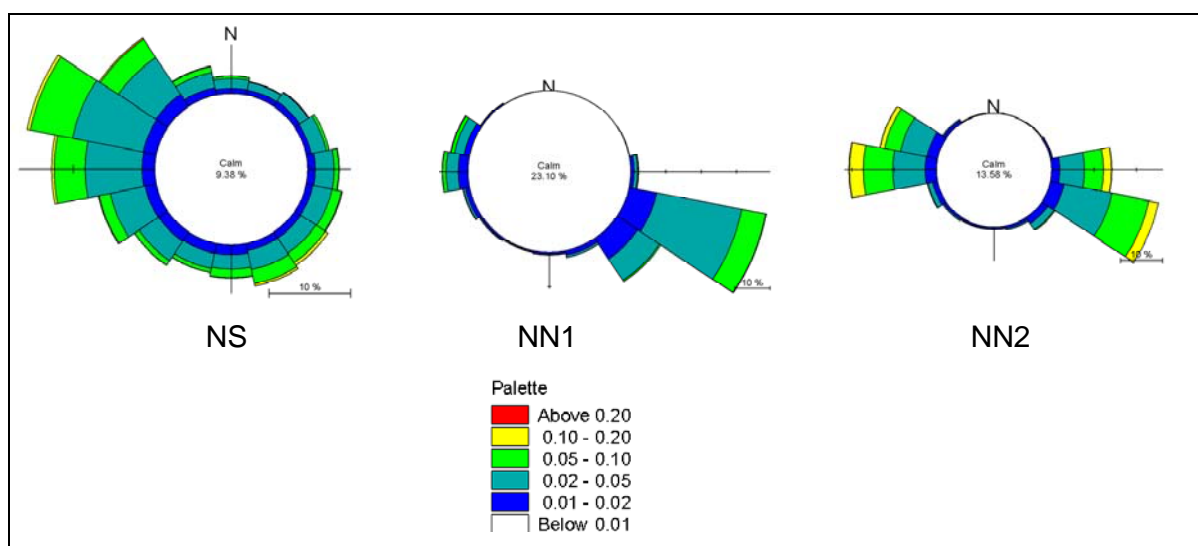 N
Calm
9.38 %
10 %
N
Calm
23.10 %
10 %
N
Calm
13.58 %
10 %
NS
NN1
NN2
Palette
Above 0.20
0.10 - 0.20
0.05 - 0.10
0.02 - 0.05
0.01 - 0.02
Below 0.01